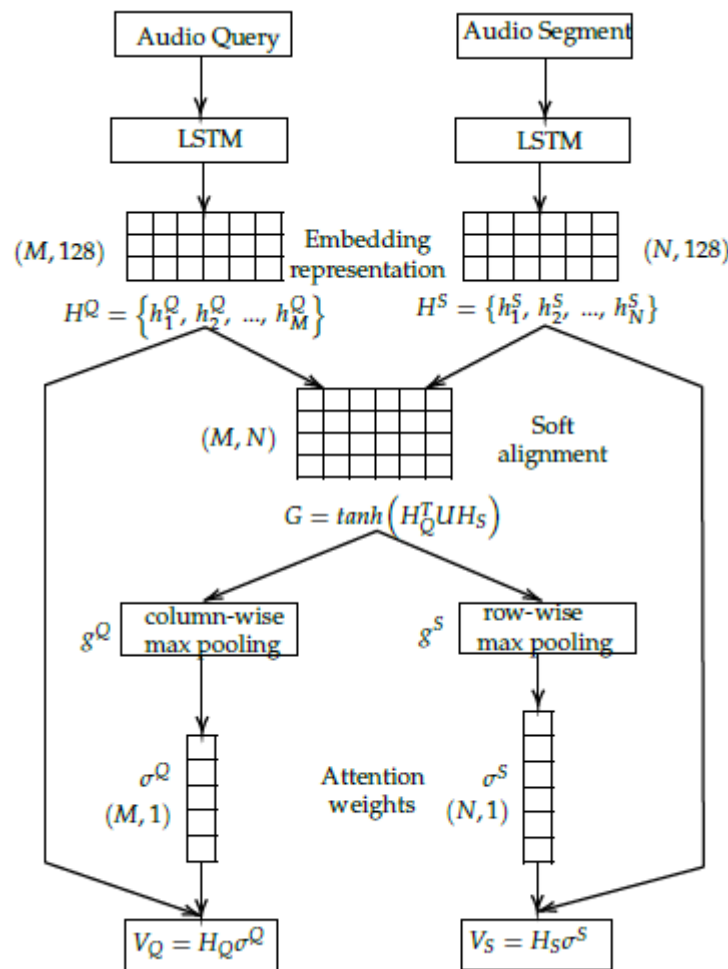 Audio Query
Audio Segment
LSTM
LSTM
(M, 128)
Embedding
representation
(N, 128)
H^Q = {h_1^Q, h_2^Q, ..., h_M^Q}
H^S = {h_1^S, h_2^S, ..., h_N^S}
(M, N)
Soft
alignment
G = tanh(H_Q^T U H_S)
g^Q
column-wise
max pooling
g^S
row-wise
max pooling
σ^Q
(M, 1)
Attention
weights
σ^S
(N, 1)
V_Q = H_Q σ^Q
V_S = H_S σ^S